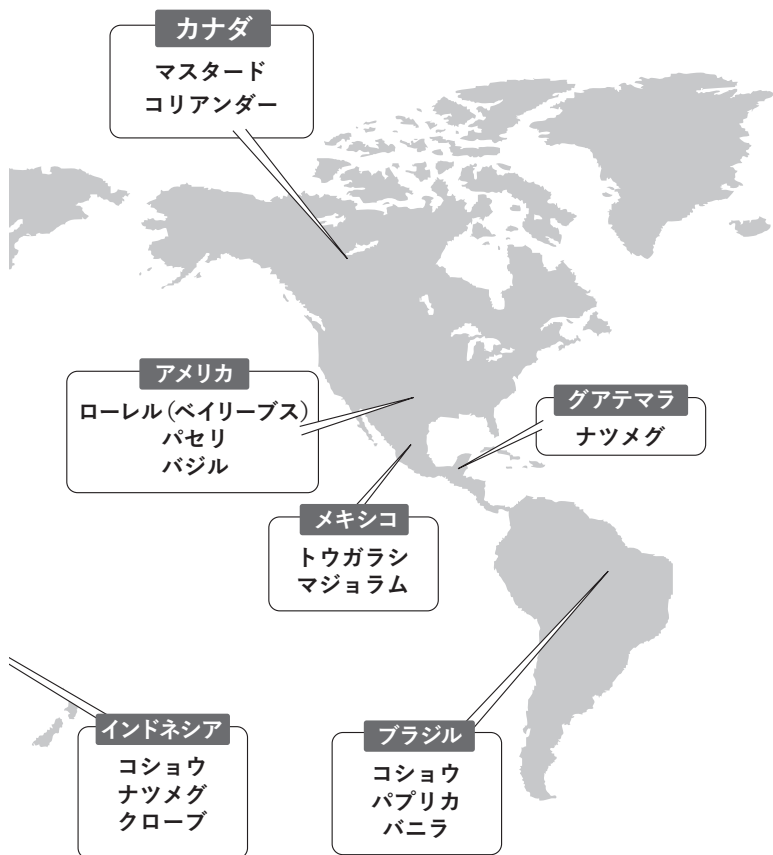 カナダ
マスタード
コリアンダー
アメリカ
ローレル（ベイリーブス）
パセリ
バジル
グアテマラ
ナツメグ
メキシコ
トウガラシ
マジョラム
インドネシア
コショウ
ナツメグ
クローブ
ブラジル
コショウ
パプリカ
バニラ